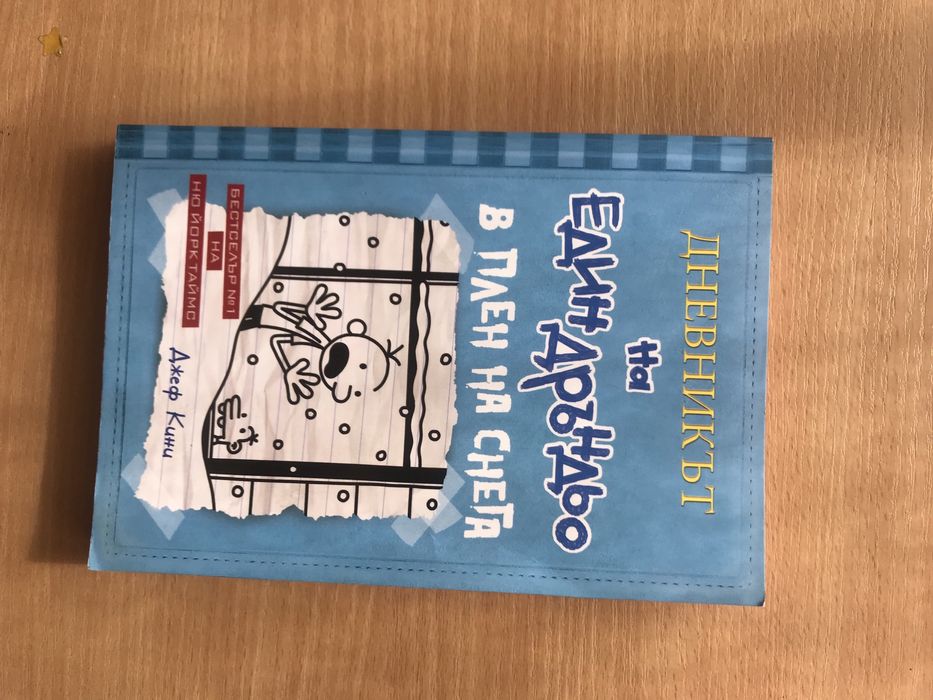 ДНЕВНИКЪТ
на
ЕДИН ДРЪНДЬО
В ПЛЕН НА СНЕГА
БЕСТСЕЛЪР №1
НА
НЮ ЙОРК ТАЙМС
Джеф Кини